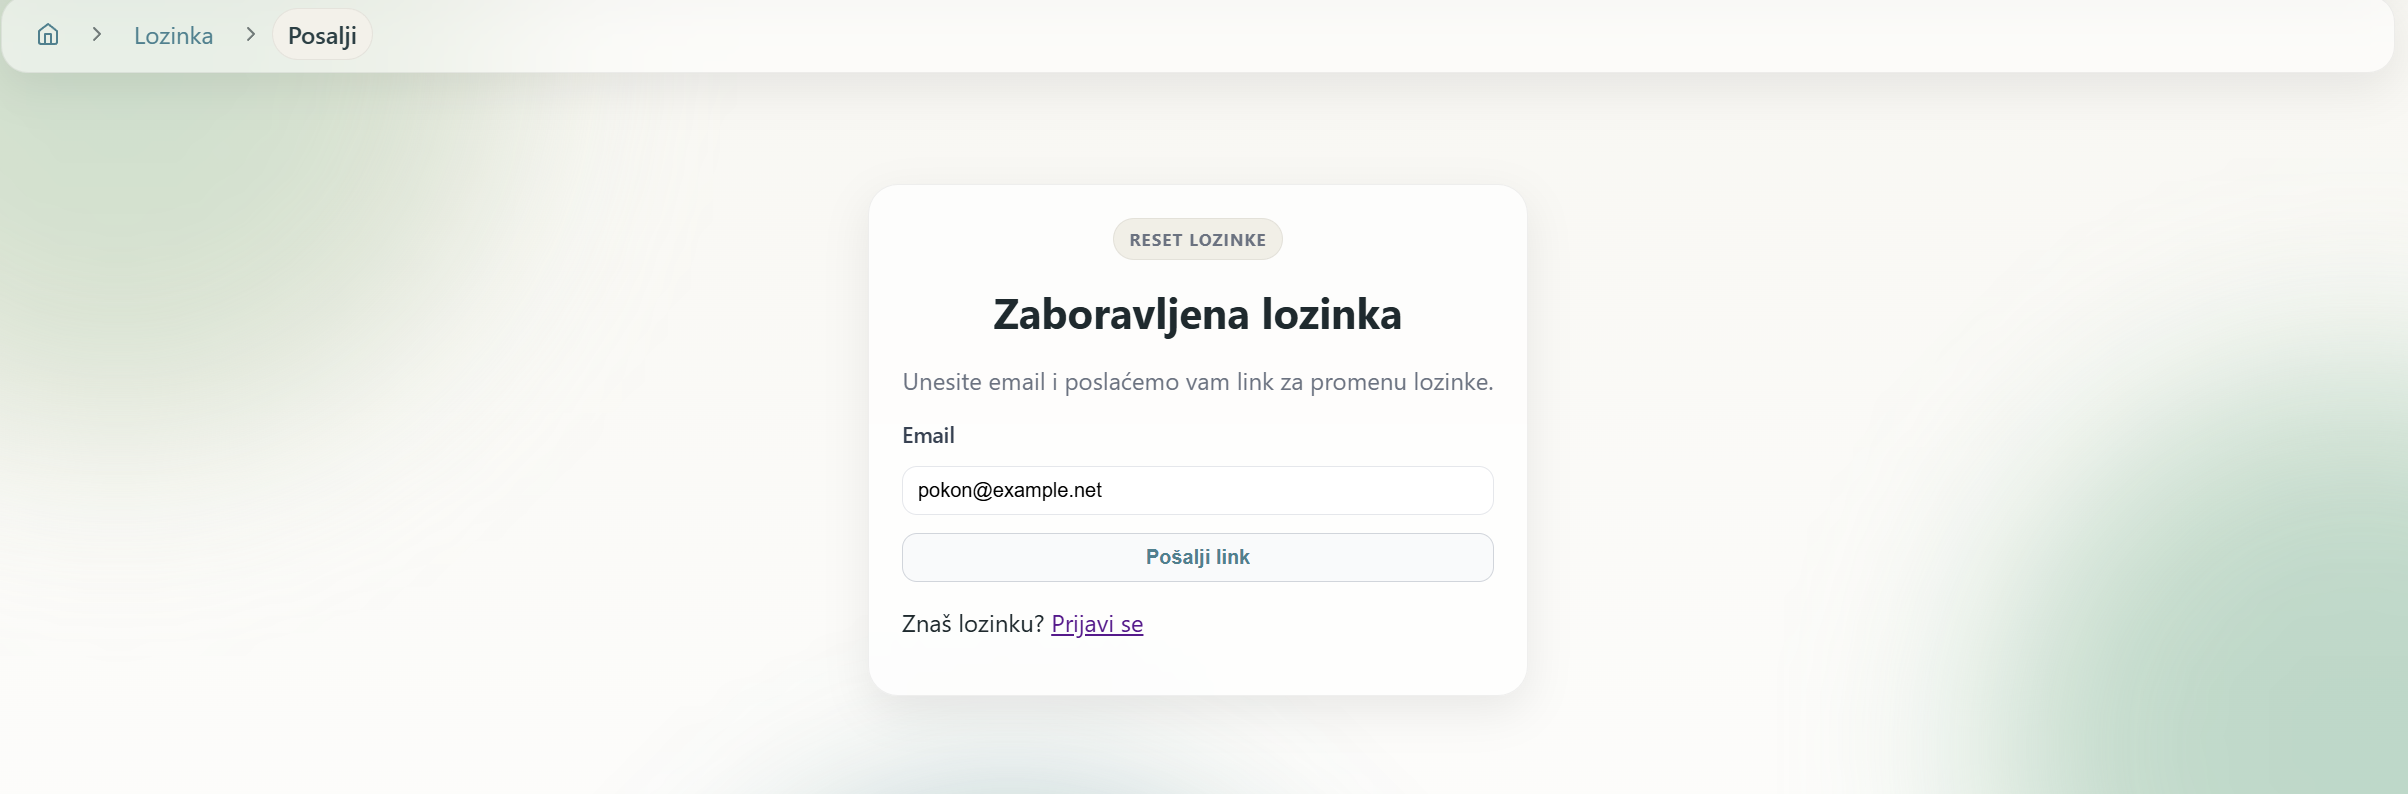 Lozinka Posalji
RESET LOZINKE
Zaboravljena lozinka
Unesite email i poslaćemo vam link za promenu lozinke.
Email
pokon@example.net
Pošalji link
Znaš lozinku? Prijavi se